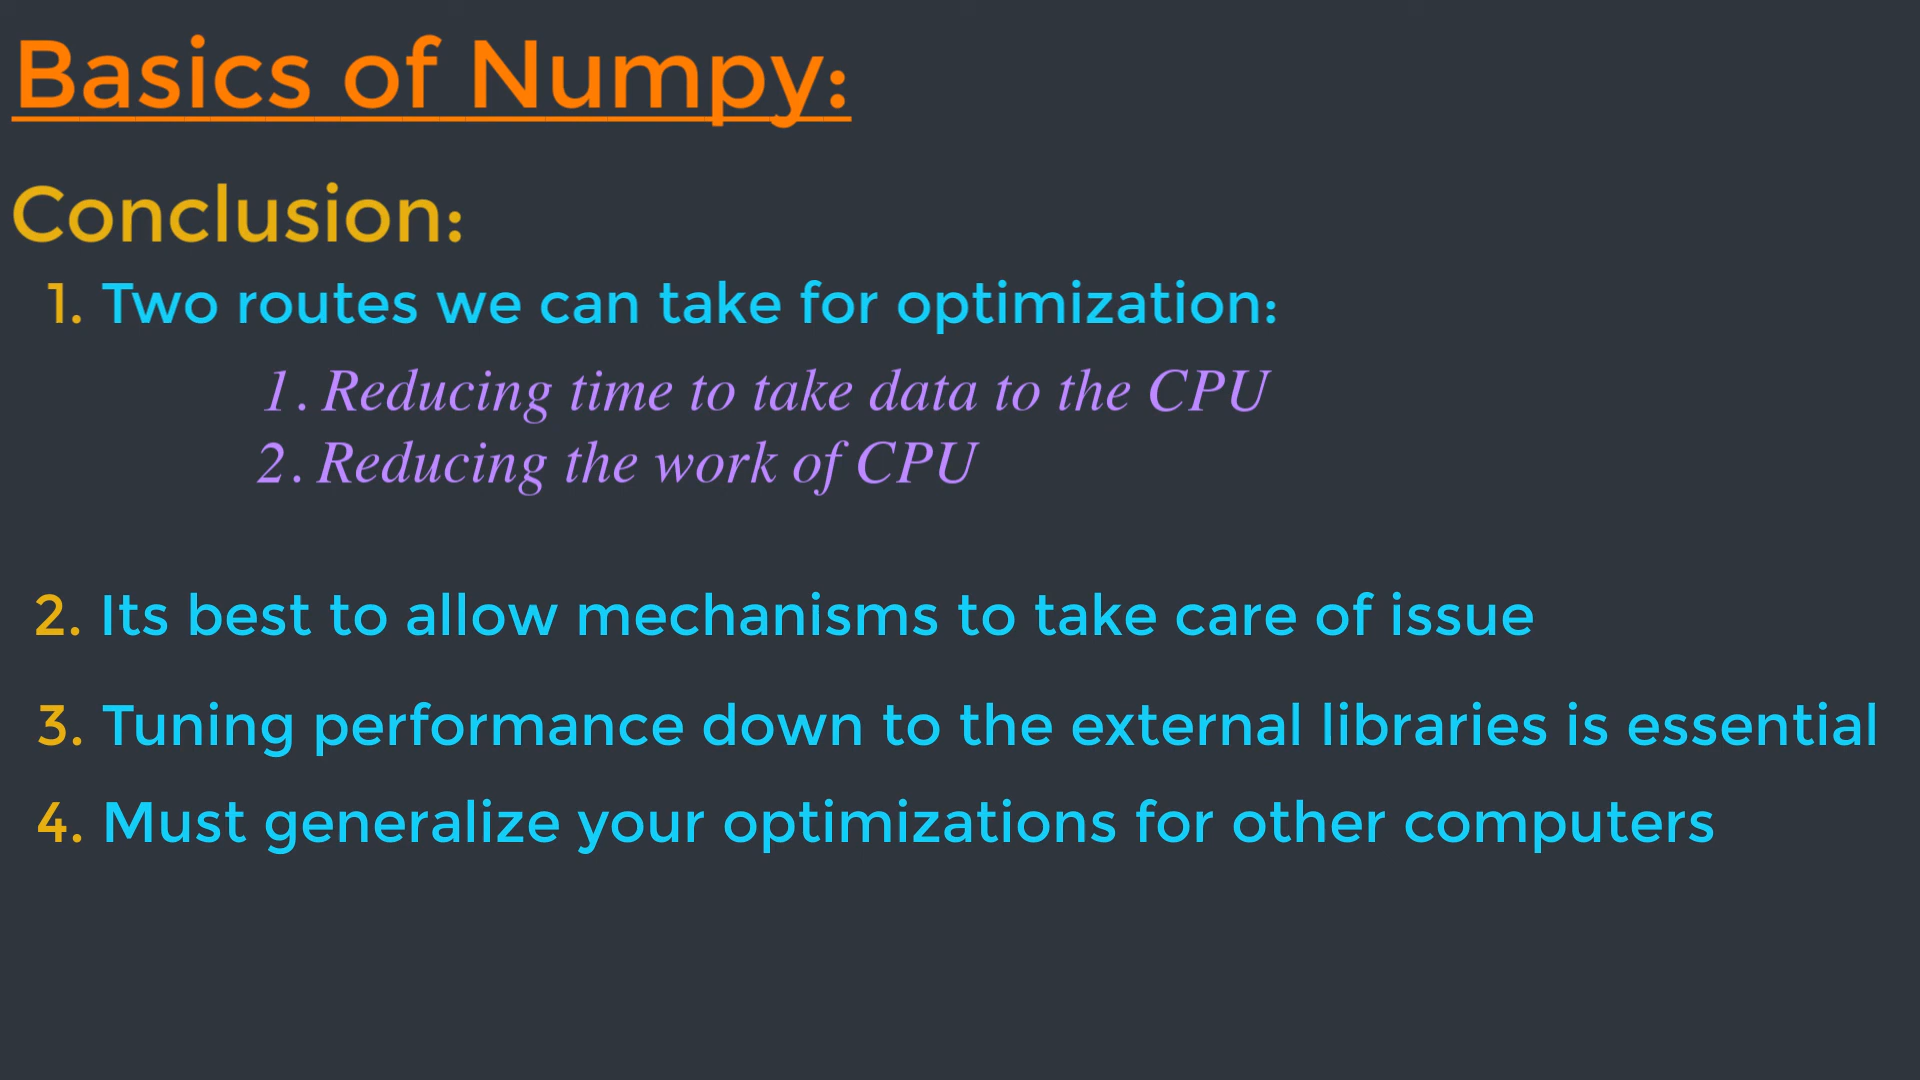 Basics of Numpy:
Conclusion:
1. Two routes we can take for optimization:
1. Reducing time to take data to the CPU
2. Reducing the work of CPU
2. Its best to allow mechanisms to take care of issue
3. Tuning performance down to the external libraries is essential
4. Must generalize your optimizations for other computers